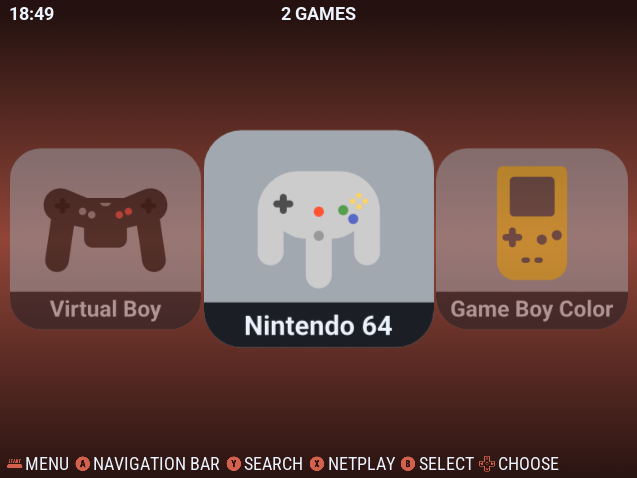 18:49
2 GAMES
Virtual Boy
Nintendo 64
Game Boy Color
START MENU A NAVIGATION BAR Y SEARCH X NETPLAY B SELECT CHOOSE